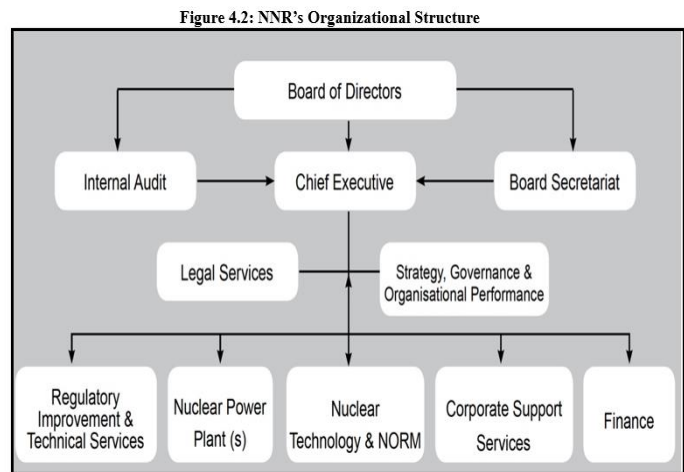 Figure 4.2: NNR's Organizational Structure
Board of Directors
Internal Audit
Chief Executive
Board Secretariat
Legal Services
Strategy, Governance &
Organisational Performance
Regulatory
Improvement &
Technical Services
Nuclear Power
Plant (s)
Nuclear
Technology & NORM
Corporate Support
Services
Finance